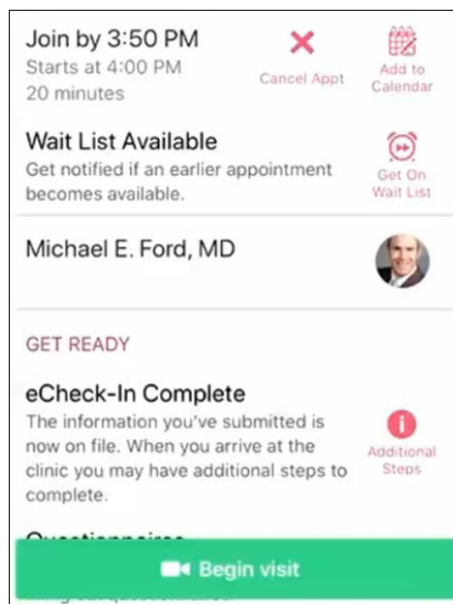 Join by 3:50 PM
Starts at 4:00 PM
20 minutes
Cancel Appt
Add to
Calendar
Wait List Available
Get notified if an earlier appointment
becomes available.
Get On
Wait List
Michael E. Ford, MD
GET READY
eCheck-In Complete
The information you've submitted is
now on file. When you arrive at the
clinic you may have additional steps to
complete.
Additional
Steps
Questionnaires
Begin visit